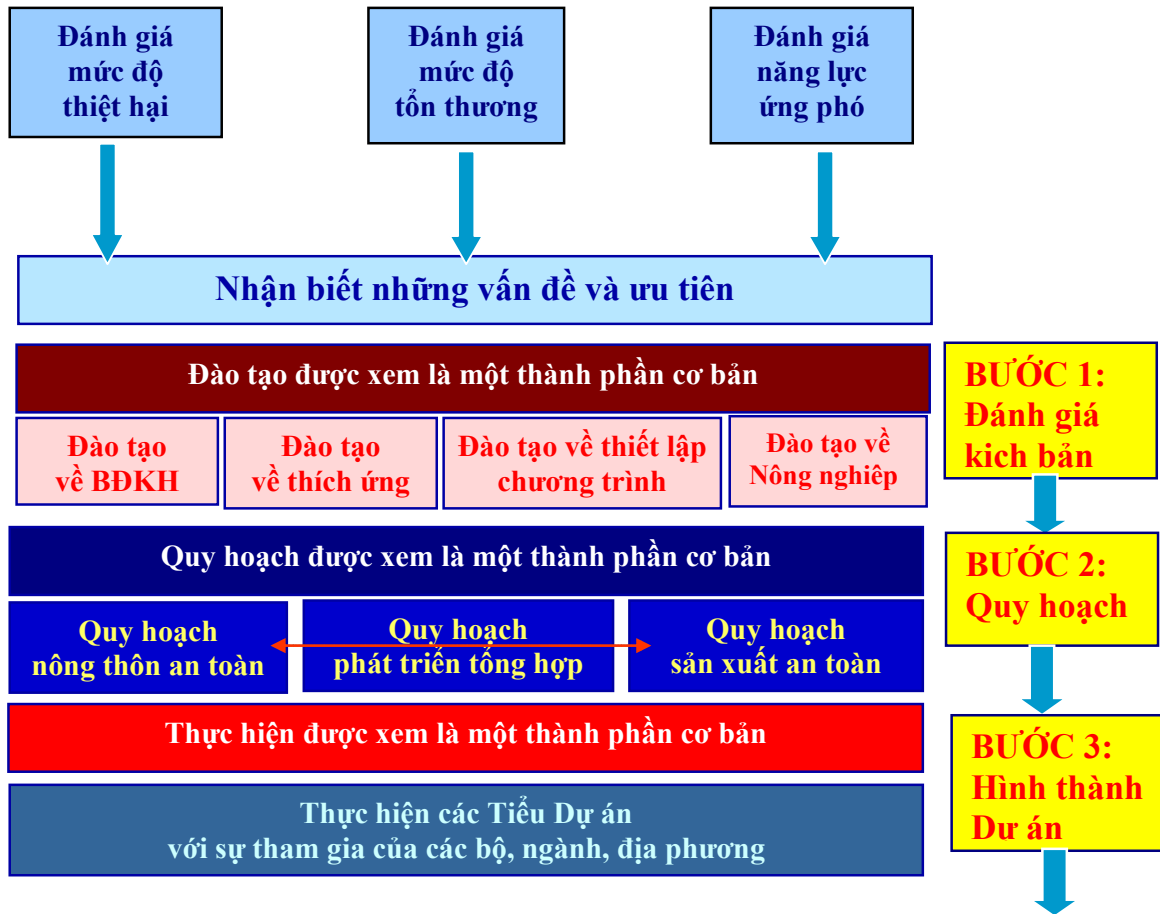 Đánh giá
mức độ
thiệt hại
Đánh giá
mức độ
tổn thương
Đánh giá
năng lực
ứng phó
Nhận biết những vấn đề và ưu tiên
Đào tạo được xem là một thành phần cơ bản
Đào tạo
về BĐKH
Đào tạo
về thích ứng
Đào tạo về thiết lập
chương trình
Đào tạo về
Nông nghiêp
BƯỚC 1:
Đánh giá
kich bản
Quy hoạch được xem là một thành phần cơ bản
Quy hoạch
nông thôn an toàn
Quy hoạch
phát triển tổng hợp
Quy hoạch
sản xuất an toàn
BƯỚC 2:
Quy hoạch
Thực hiện được xem là một thành phần cơ bản
Thực hiện các Tiểu Dự án
với sự tham gia của các bộ, ngành, địa phương
BƯỚC 3:
Hình thành
Dư án